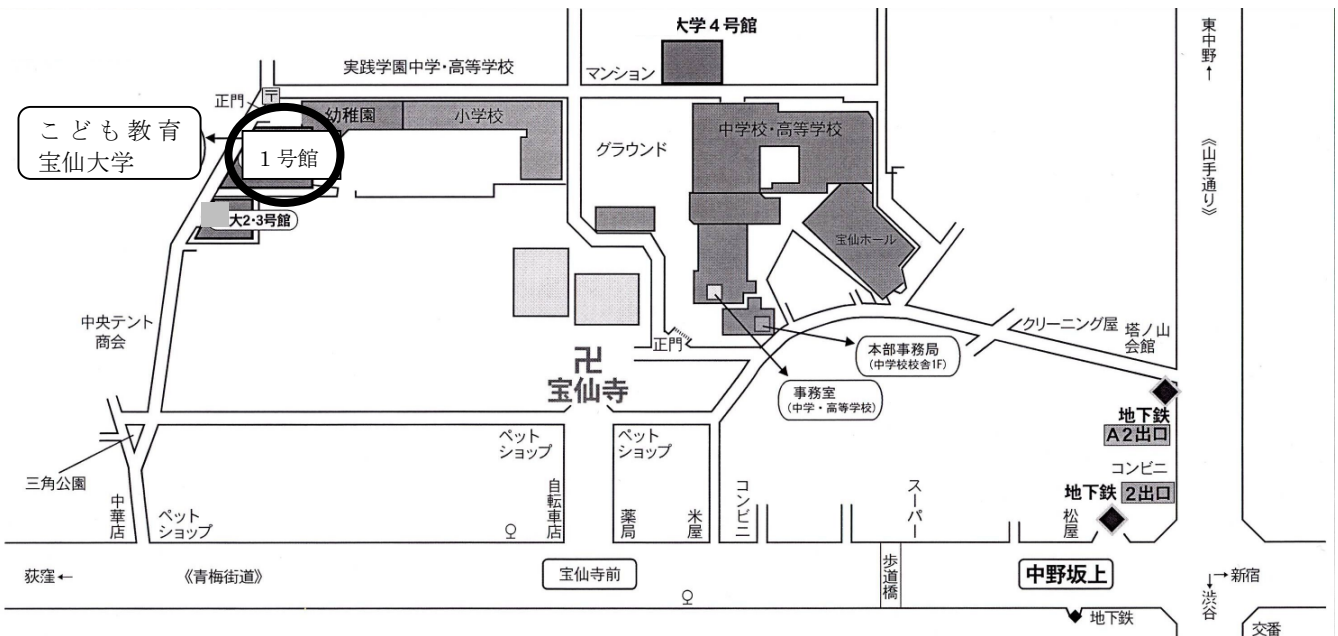 大学4号館
東中野↑
実践学園中学・高等学校
マンション
正門
〒
幼稚園
小学校
こども教育
宝仙大学
1号館
グラウンド
中学校・高等学校
《山手通り》
大2・3号館
宝仙ホール
中央テント
商会
正門
卍
宝仙寺
クリーニング屋
塔ノ山
会館
本部事務局
(中学校校舎1F)
事務室
(中学・高等学校)
地下鉄
A2出口
コンビニ
地下鉄 2出口
三角公園
中華店
ペット
ショップ
ペット
ショップ
自転車店
ペット
ショップ
薬局
米屋
コンビニ
スーパー
松屋
荻窪←
《青梅街道》
宝仙寺前
歩道橋
中野坂上
→新宿
↓渋谷
地下鉄
交番